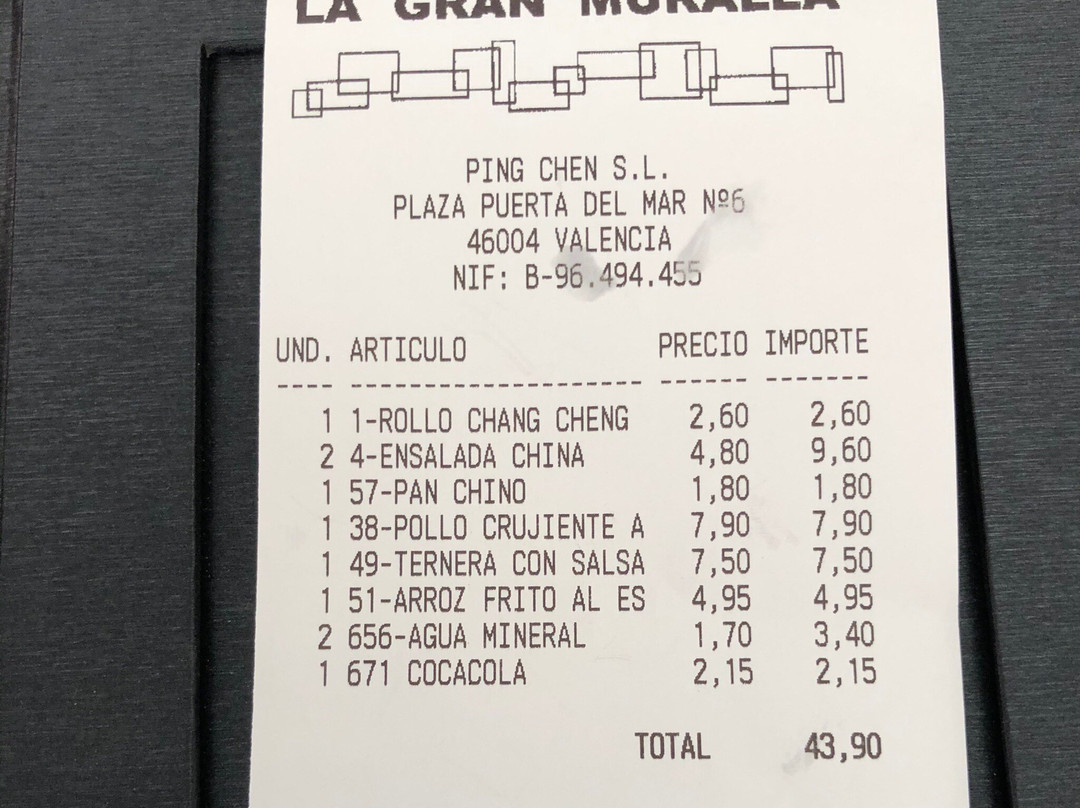 LA GRAN MURALLA
PING CHEN S.L.
PLAZA PUERTA DEL MAR Nº6
46004 VALENCIA
NIF: B-96.494.455
UND. ARTICULO PRECIO IMPORTE
---- -------------------- ------ -------
1 1-ROLLO CHANG CHENG 2,60 2,60
2 4-ENSALADA CHINA 4,80 9,60
1 57-PAN CHINO 1,80 1,80
1 38-POLLO CRUJIENTE A 7,90 7,90
1 49-TERNERA CON SALSA 7,50 7,50
1 51-ARROZ FRITO AL ES 4,95 4,95
2 656-AGUA MINERAL 1,70 3,40
1 671 COCACOLA 2,15 2,15
TOTAL 43,90